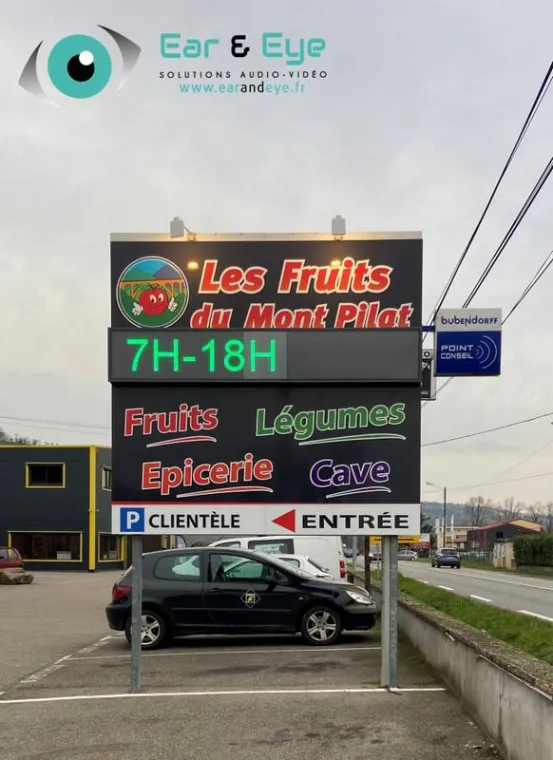 Ear & Eye
SOLUTIONS AUDIO-VIDÉO
www.earandeye.fr
Les Fruits
du Mont Pilat
7H-18H
bubendorff
POINT
CONSEIL
Fruits Légumes
Epicerie Cave
P CLIENTÈLE ENTRÉE